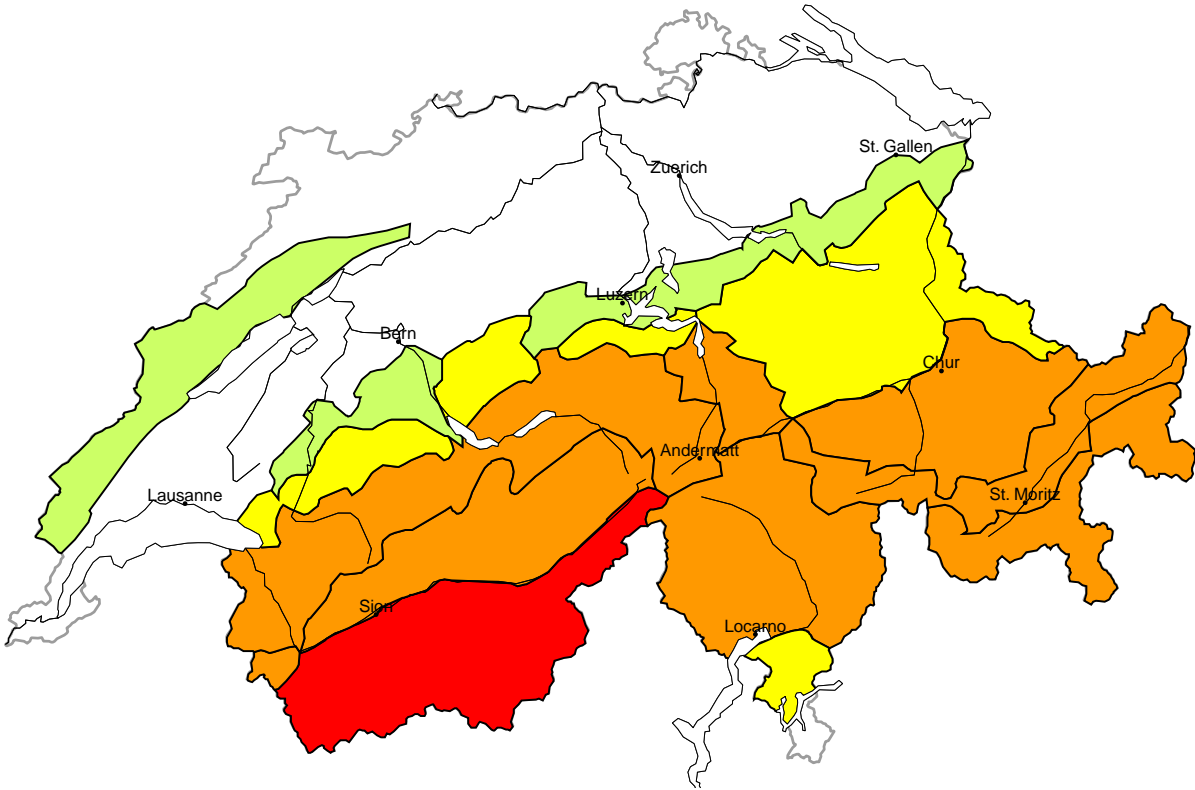 St. Gallen
Zuerich
Luzern
Bern
Chur
Andermatt
St. Moritz
Lausanne
Sion
Locarno